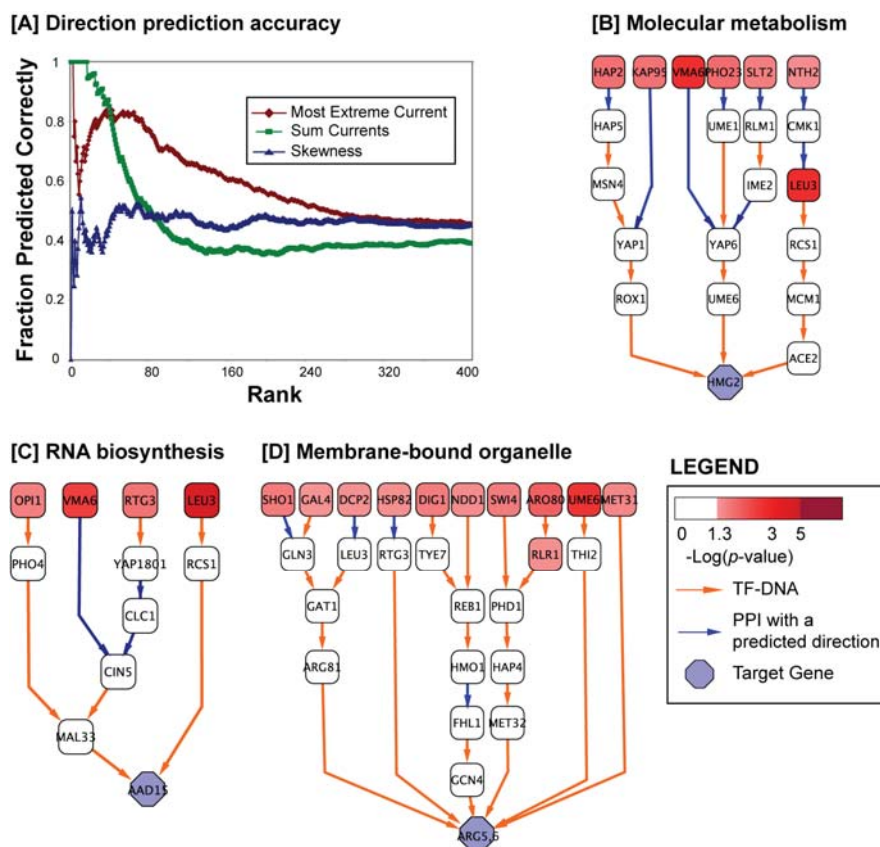 [A] Direction prediction accuracy
Fraction Predicted Correctly
1
0.8
0.6
0.4
0.2
0
0
80
160
240
320
400
Rank
Most Extreme Current
Sum Currents
Skewness
[B] Molecular metabolism
HAP2
KAP95
VMA6
PHO23
SLT2
NTH2
HAP5
UME1
RLM1
CMK1
MSN4
IME2
LEU3
YAP1
YAP6
RCS1
ROX1
UME6
MCM1
ACE2
HMG2
[C] RNA biosynthesis
OPI1
VMA6
RTG3
LEU3
PHO4
YAP1801
RCS1
CLC1
CIN5
MAL33
AAD15
[D] Membrane-bound organelle
SHO1
GAL4
DCP2
HSP82
DIG1
NDD1
SWI4
ARO80
UME6
MET31
GLN3
LEU3
RTG3
TYE7
RLR1
THI2
GAT1
REB1
PHD1
ARG81
HMO1
HAP4
FHL1
MET32
GCN4
ARG5,6
LEGEND
0 1.3 3 5
-Log(p-value)
TF-DNA
PPI with a
predicted direction
Target Gene